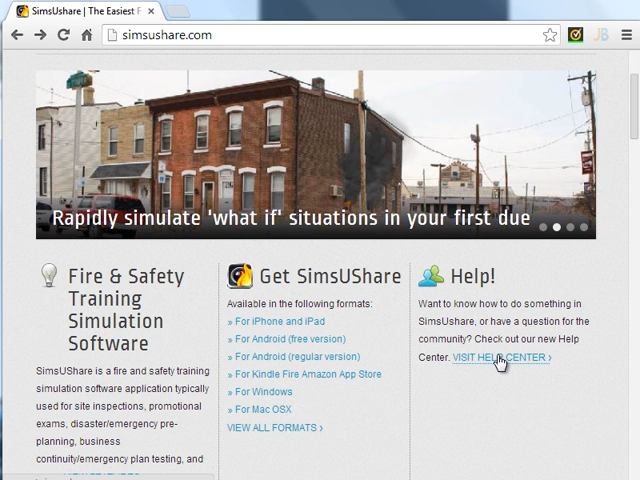 SimsUshare | The Easiest F
simsushare.com
JB
Rapidly simulate 'what if' situations in your first due
Fire & Safety
Training
Simulation
Software
SimsUShare is a fire and safety training
simulation software application typically
used for site inspections, promotional
exams, disaster/emergency pre-
planning, business
continuity/emergency plan testing, and
Get SimsUShare
Available in the following formats:
» For iPhone and iPad
» For Android (free version)
» For Android (regular version)
» For Kindle Fire Amazon App Store
» For Windows
» For Mac OSX
VIEW ALL FORMATS ›
Help!
Want to know how to do something in
SimsUshare, or have a question for the
community? Check out our new Help
Center. VISIT HELP CENTER ›